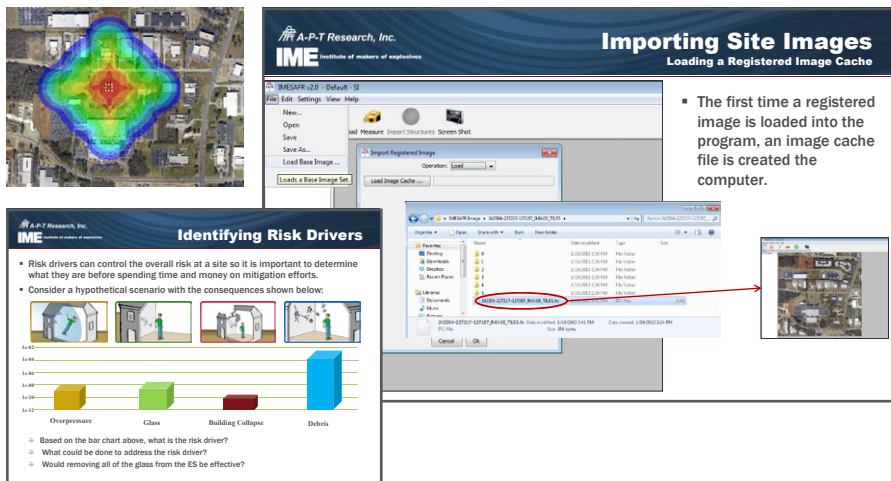 A-P-T Research, Inc.
IME Institute of makers of explosives
Importing Site Images
Loading a Registered Image Cache
IMESAFR v2.0 - Default - SI
File Edit Settings View Help
New...
Open
Save
Save As...
Load Base Image ...
Loads a Base Image Set.
ad Measure Import Structures Screen Shot
Import Registered Image
Operation: Load
Load Image Cache ....
Cancel Ok
The first time a registered
image is loaded into the
program, an image cache
file is created the
computer.
Organize Open Share with Burn New folder
Favorites
Desktop
Downloads
Dropbox
Recent Places
Libraries
Documents
Music
Name Date modified Type Size
0 File folder
1 File folder
2 File folder
3 File folder
4 File folder
5 File folder
A-P-T Research, Inc.
IME Institute of makers of explosives
Identifying Risk Drivers
Risk drivers can control the overall risk at a site so it is important to determine
what they are before spending time and money on mitigation efforts.
Consider a hypothetical scenario with the consequences shown below:
1e-02
1e-04
1e-06
1e-08
1e-10
1e-12
Overpressure Glass Building Collapse Debris
Based on the bar chart above, what is the risk driver?
What could be done to address the risk driver?
Would removing all of the glass from the ES be effective?